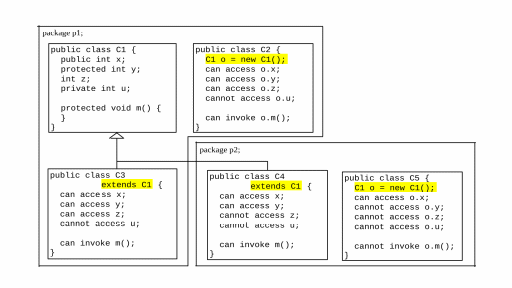 package p1;
public class C1 {
public int x;
protected int y;
int z;
private int u;
protected void m() {
}
}
public class C2 {
C1 o = new C1();
can access o.x;
can access o.y;
can access o.z;
cannot access o.u;
can invoke o.m();
}
public class C3
extends C1 {
can access x;
can access y;
can access z;
cannot access u;
can invoke m();
}
package p2;
public class C4
extends C1 {
can access x;
can access y;
cannot access z;
cannot access u;
can invoke m();
}
public class C5 {
C1 o = new C1();
can access o.x;
cannot access o.y;
cannot access o.z;
cannot access o.u;
cannot invoke o.m();
}